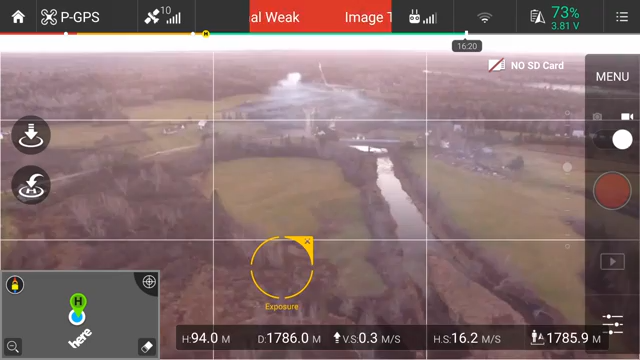 P-GPS
10
al Weak
Image T
73%
3.81 V
H
16:20
NO SD Card
MENU
H
Exposure
H
here
H:94.0 M
D:1786.0 M
V.S:0.3 M/S
H.S:16.2 M/S
1785.9 M